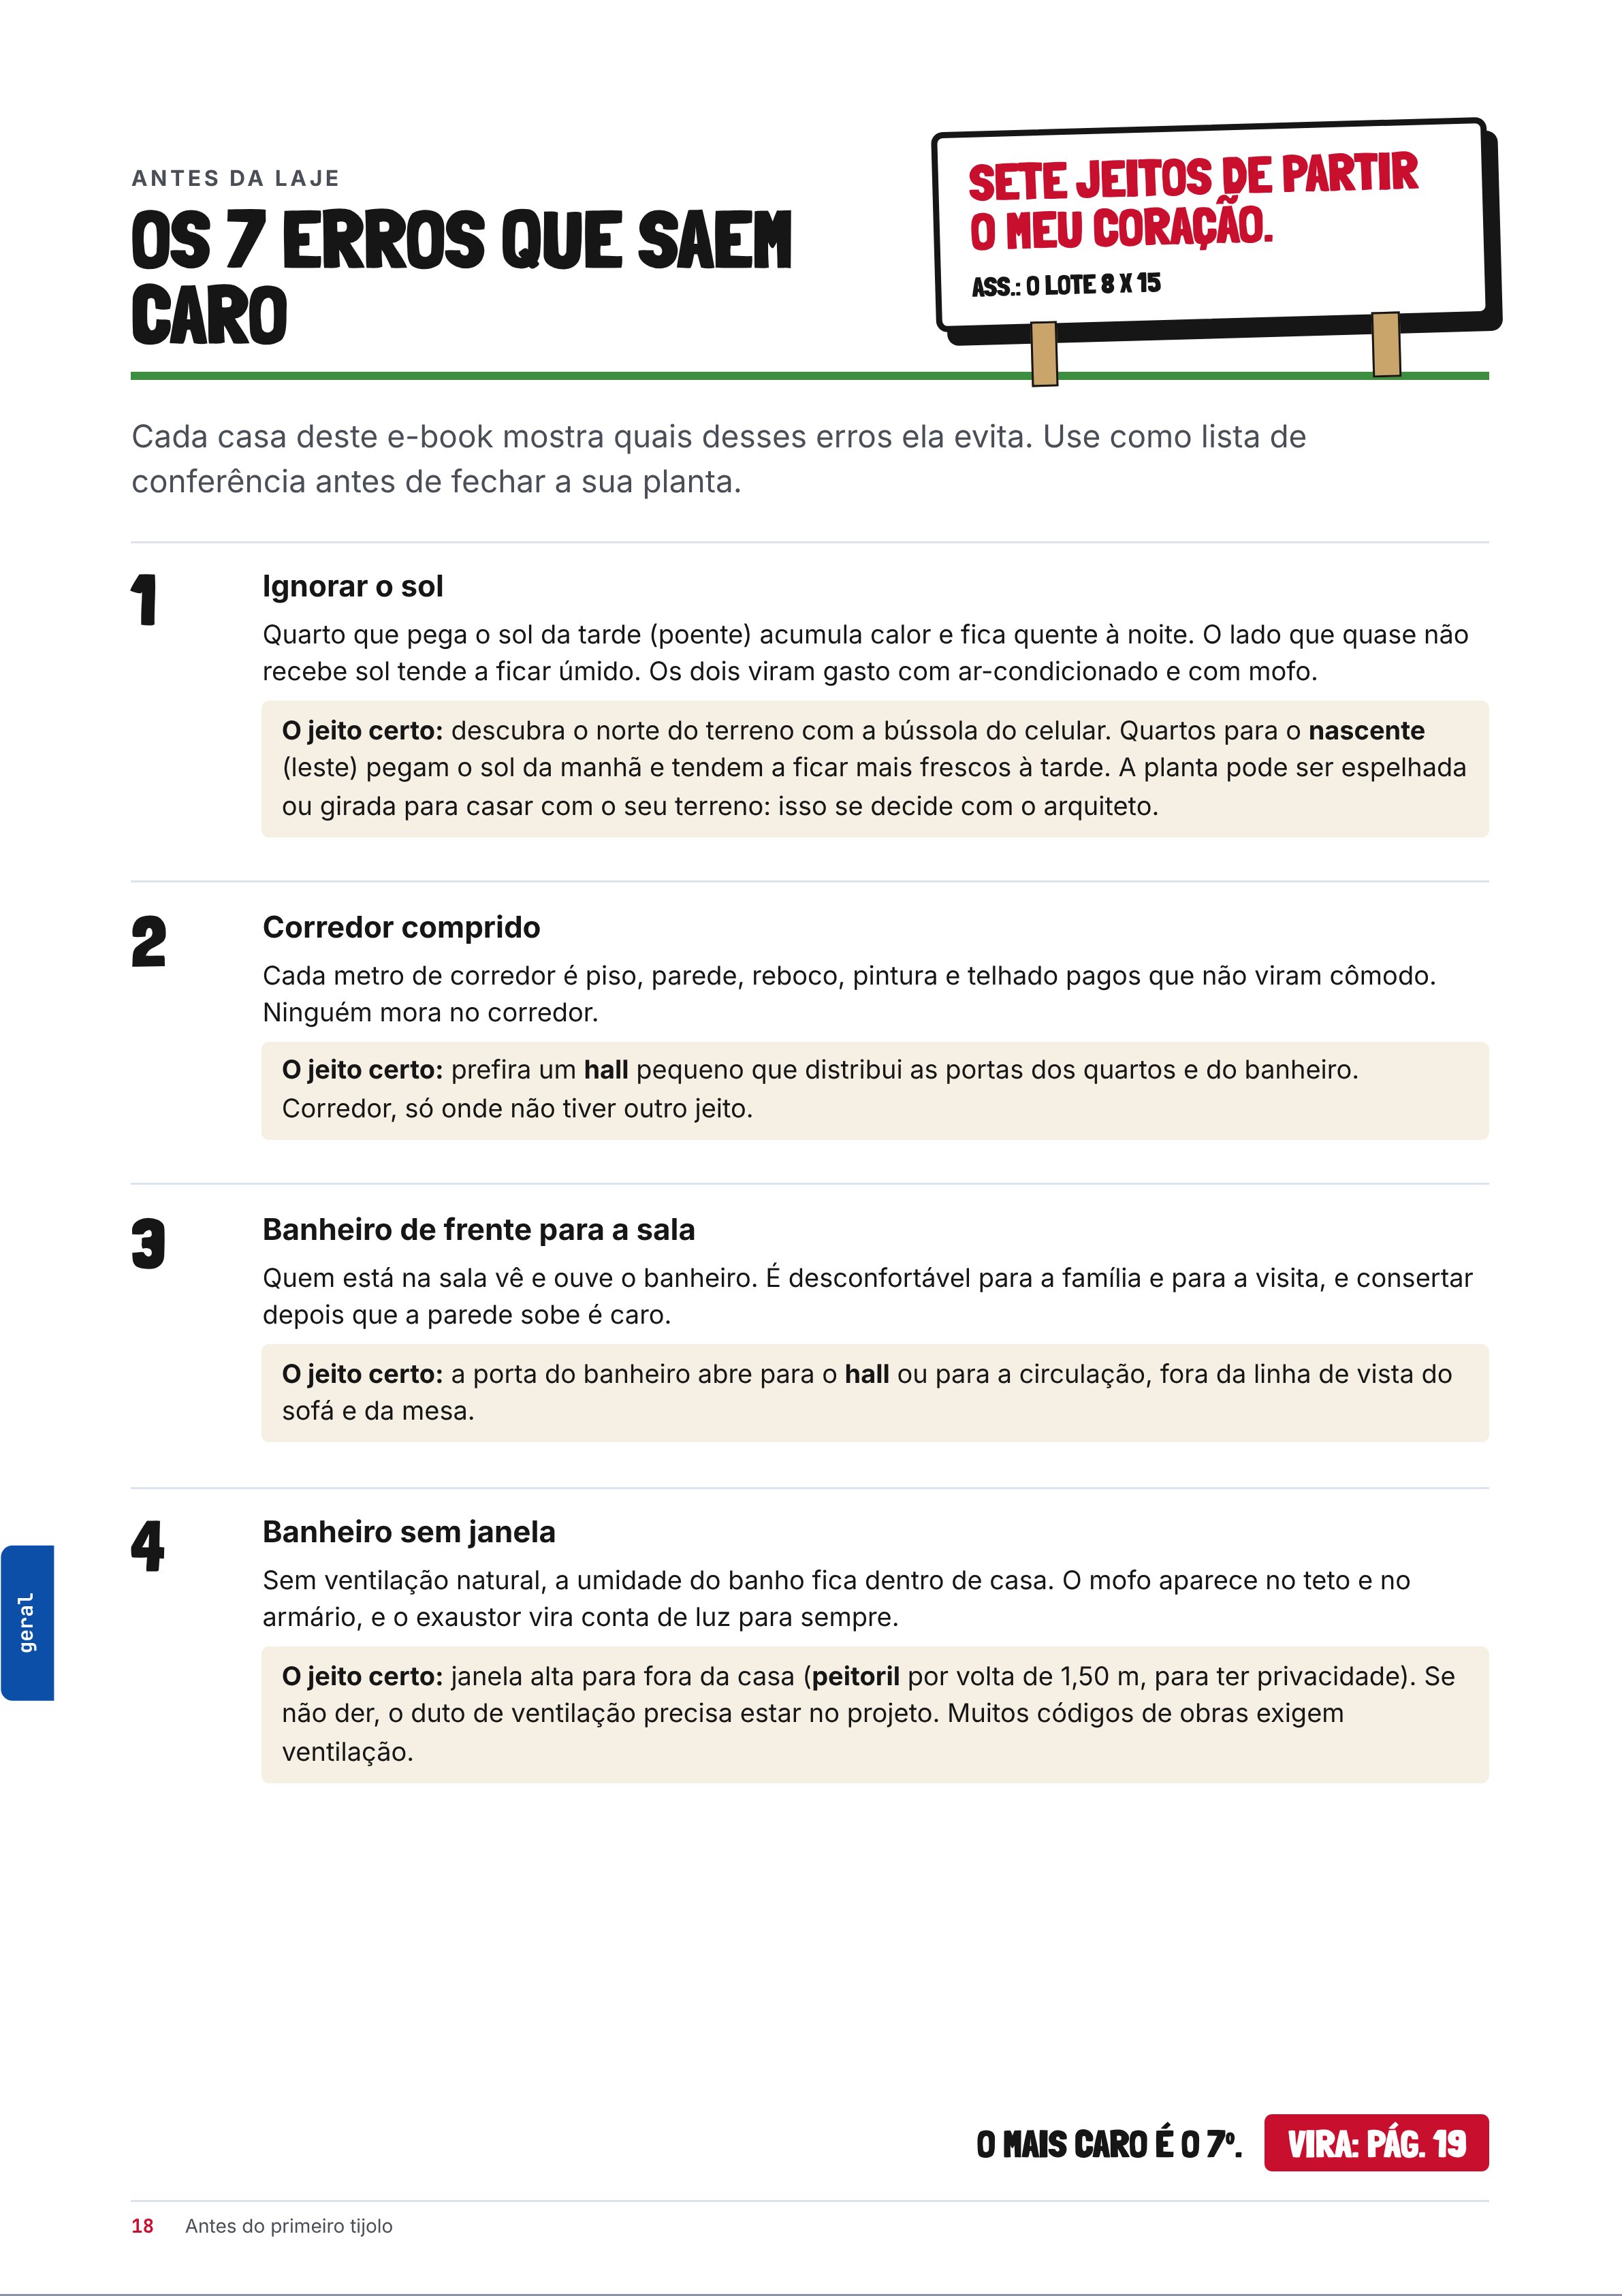 ANTES DA LAJE
OS 7 ERROS QUE SAEM
CARO
SETE JEITOS DE PARTIR
O MEU CORAÇÃO.
ASS.: O LOTE 8 X 15
Cada casa deste e-book mostra quais desses erros ela evita. Use como lista de
conferência antes de fechar a sua planta.
1
Ignorar o sol
Quarto que pega o sol da tarde (poente) acumula calor e fica quente à noite. O lado que quase não
recebe sol tende a ficar úmido. Os dois viram gasto com ar-condicionado e com mofo.
O jeito certo: descubra o norte do terreno com a bússola do celular. Quartos para o nascente
(leste) pegam o sol da manhã e tendem a ficar mais frescos à tarde. A planta pode ser espelhada
ou girada para casar com o seu terreno: isso se decide com o arquiteto.
2
Corredor comprido
Cada metro de corredor é piso, parede, reboco, pintura e telhado pagos que não viram cômodo.
Ninguém mora no corredor.
O jeito certo: prefira um hall pequeno que distribui as portas dos quartos e do banheiro.
Corredor, só onde não tiver outro jeito.
3
Banheiro de frente para a sala
Quem está na sala vê e ouve o banheiro. É desconfortável para a família e para a visita, e consertar
depois que a parede sobe é caro.
O jeito certo: a porta do banheiro abre para o hall ou para a circulação, fora da linha de vista do
sofá e da mesa.
4
Banheiro sem janela
Sem ventilação natural, a umidade do banho fica dentro de casa. O mofo aparece no teto e no
armário, e o exaustor vira conta de luz para sempre.
O jeito certo: janela alta para fora da casa (peitoril por volta de 1,50 m, para ter privacidade). Se
não der, o duto de ventilação precisa estar no projeto. Muitos códigos de obras exigem
ventilação.
geral
O MAIS CARO É O 7º.
VIRA: PÁG. 19
18 Antes do primeiro tijolo